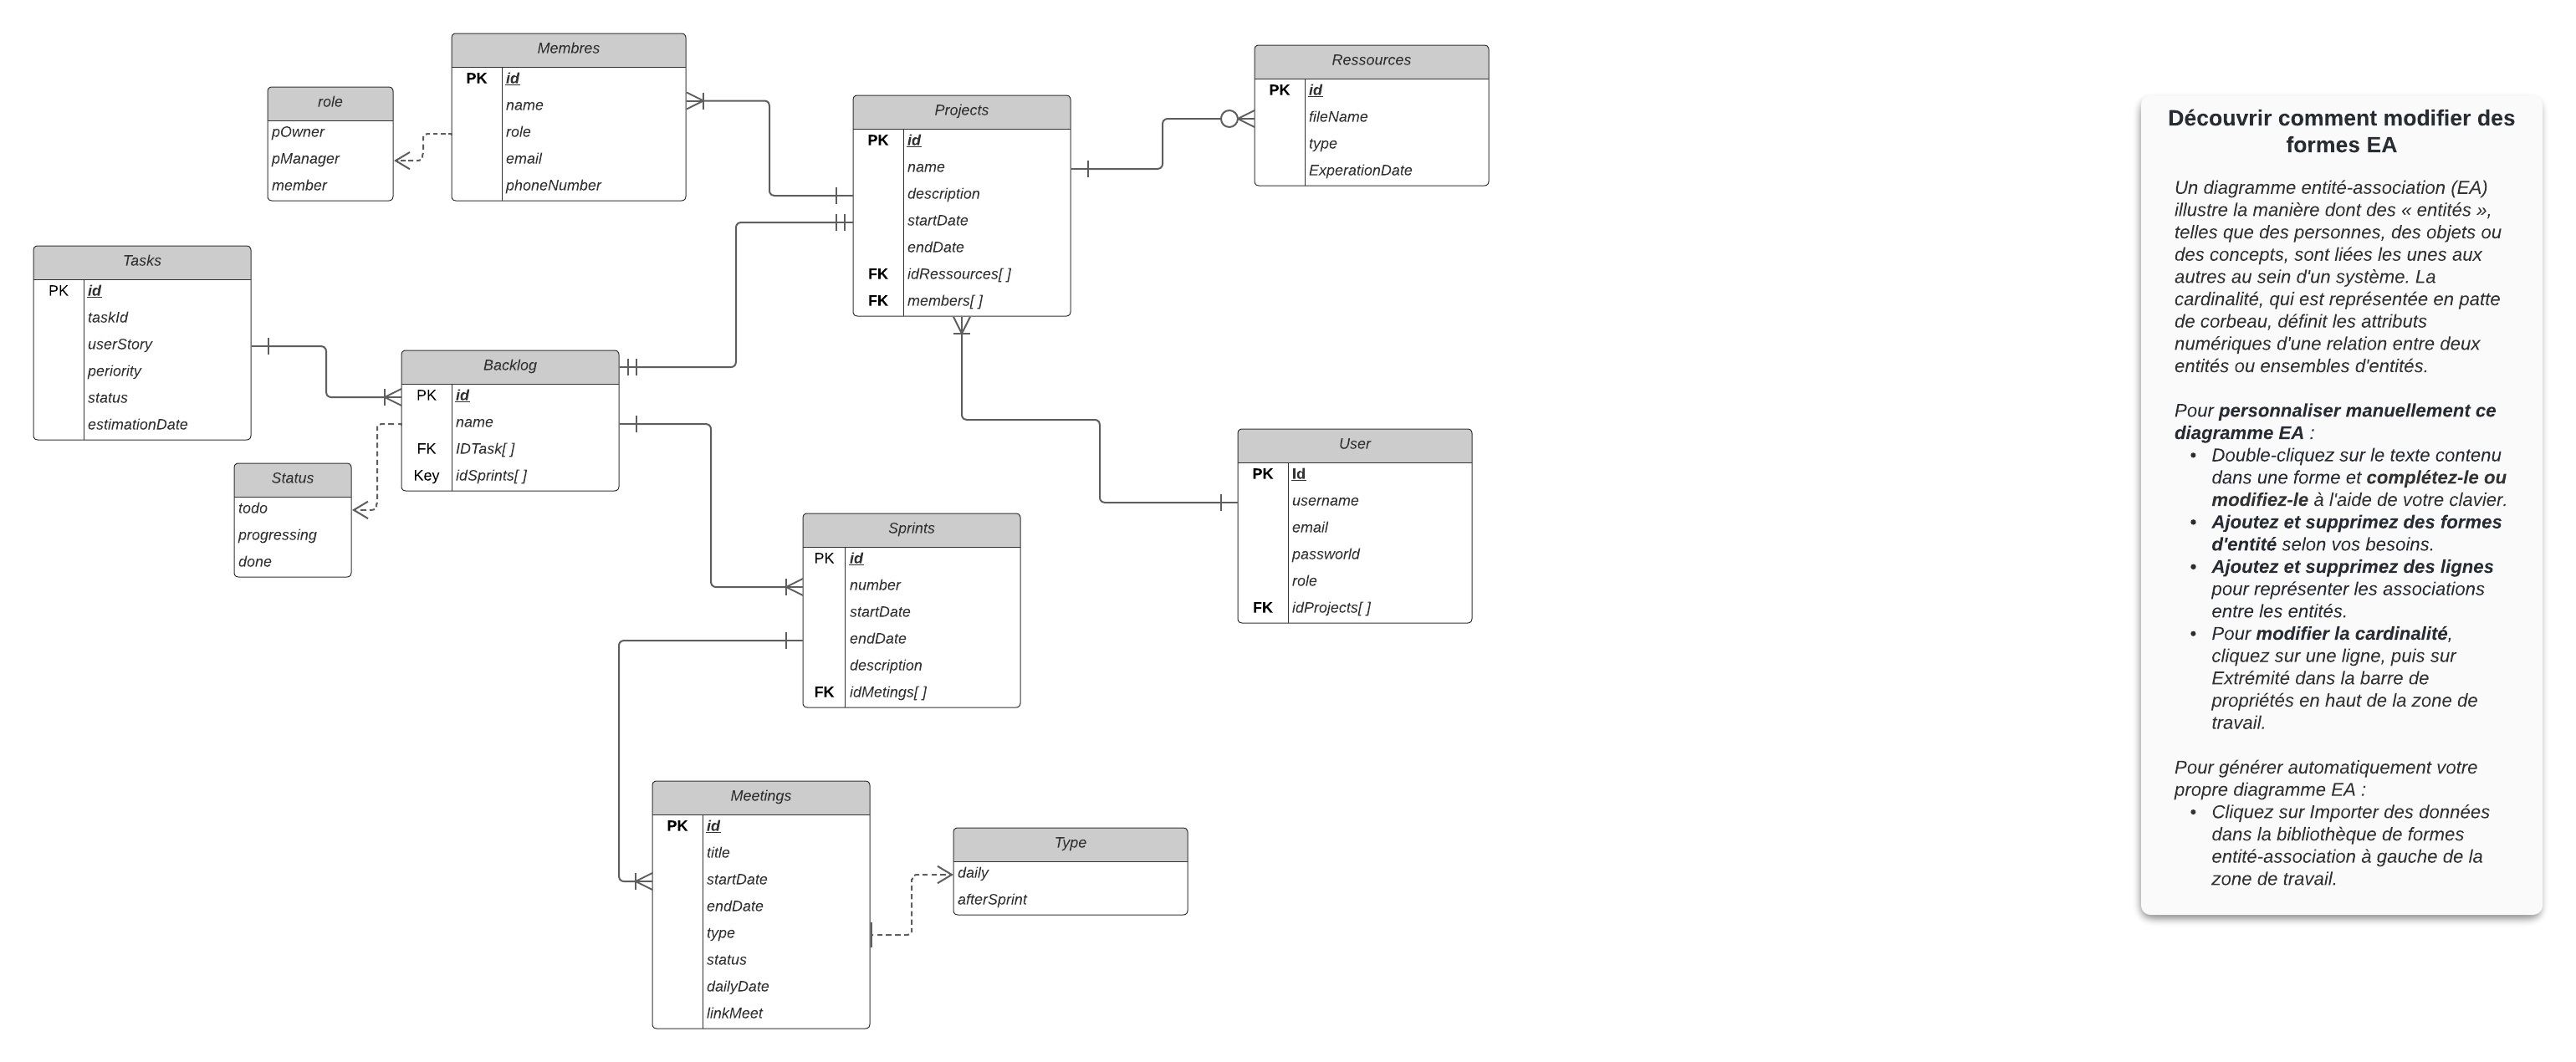 Membres
PK id
name
role
email
phoneNumber
role
pOwner
pManager
member
Projects
PK id
name
description
startDate
endDate
FK idRessources[ ]
FK members[ ]
Ressources
PK id
fileName
type
ExperationDate
Tasks
PK id
taskId
userStory
periority
status
estimationDate
Backlog
PK id
name
FK IDTask[ ]
Key idSprints[ ]
Status
todo
progressing
done
User
PK Id
username
email
passworld
role
FK idProjects[ ]
Sprints
PK id
number
startDate
endDate
description
FK idMetings[ ]
Meetings
PK id
title
startDate
endDate
type
status
dailyDate
linkMeet
Type
daily
afterSprint
Découvrir comment modifier des
formes EA
Un diagramme entité-association (EA)
illustre la manière dont des « entités »,
telles que des personnes, des objets ou
des concepts, sont liées les unes aux
autres au sein d'un système. La
cardinalité, qui est représentée en patte
de corbeau, définit les attributs
numériques d'une relation entre deux
entités ou ensembles d'entités.
Pour personnaliser manuellement ce
diagramme EA :
• Double-cliquez sur le texte contenu
dans une forme et complétez-le ou
modifiez-le à l'aide de votre clavier.
• Ajoutez et supprimez des formes
d'entité selon vos besoins.
• Ajoutez et supprimez des lignes
pour représenter les associations
entre les entités.
• Pour modifier la cardinalité,
cliquez sur une ligne, puis sur
Extrémité dans la barre de
propriétés en haut de la zone de
travail.
Pour générer automatiquement votre
propre diagramme EA :
• Cliquez sur Importer des données
dans la bibliothèque de formes
entité-association à gauche de la
zone de travail.